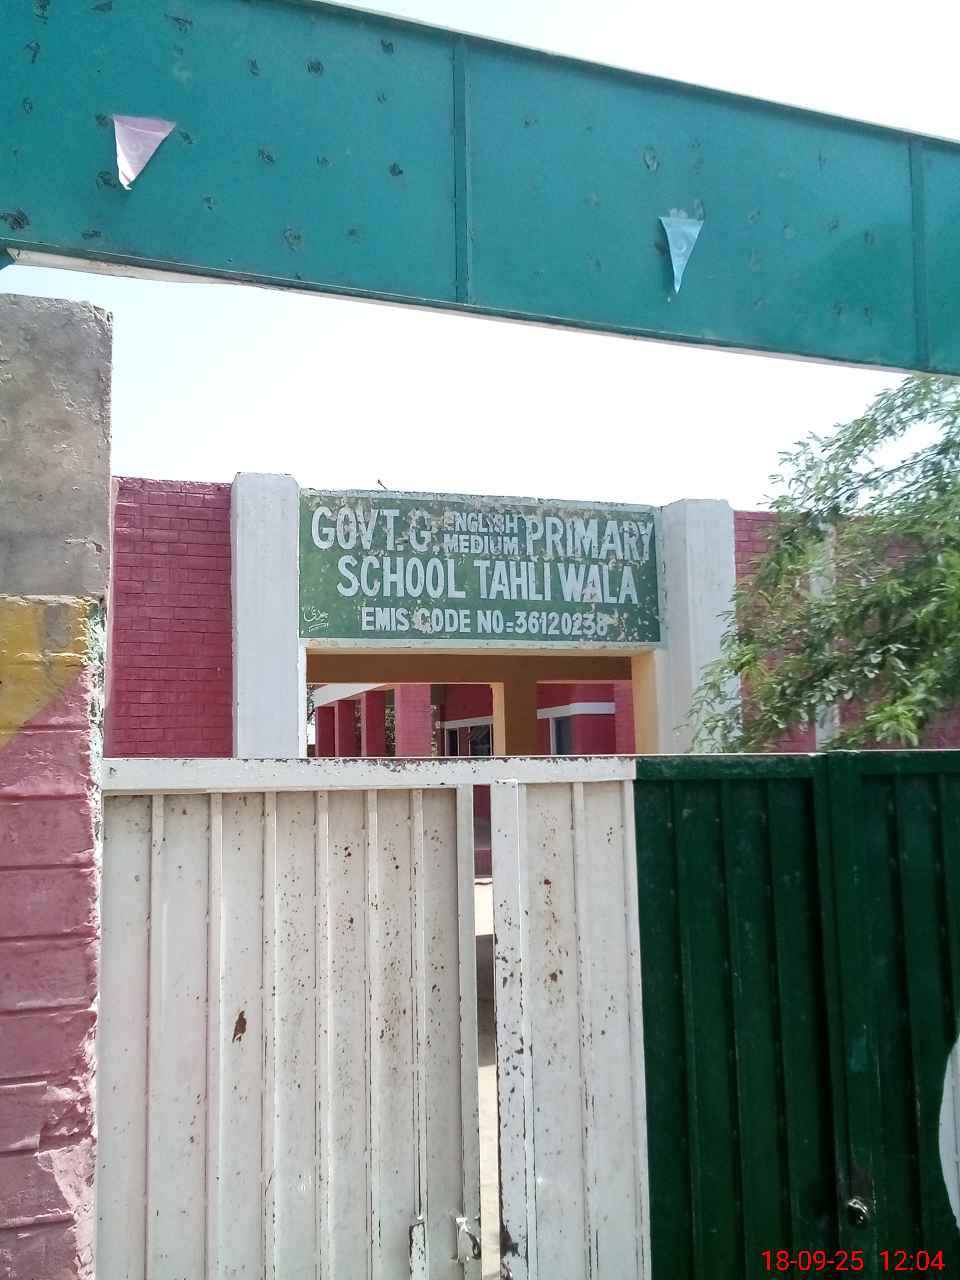 GOVT. G. ENGLISH MEDIUM PRIMARY
SCHOOL TAHLI WALA
EMIS CODE NO=36120238
18-09-25 12:04